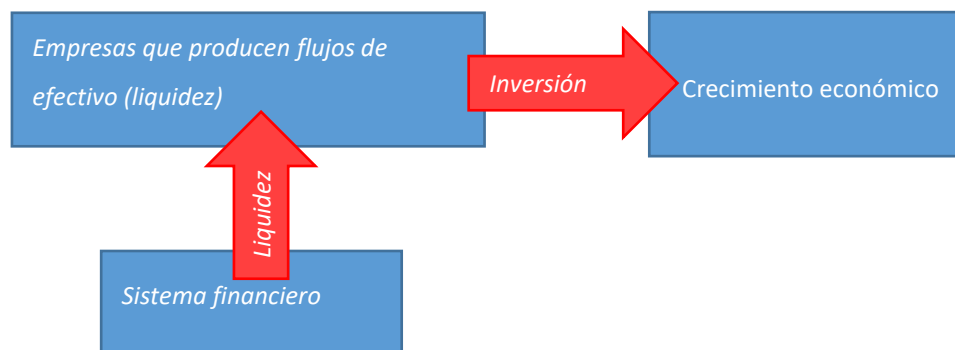 Empresas que producen flujos de
efectivo (liquidez)
Inversión
Crecimiento económico
Liquidez
Sistema financiero